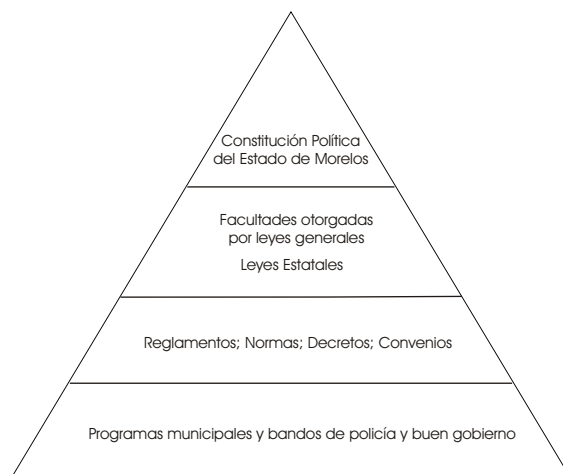 Constitución Política
del Estado de Morelos
Facultades otorgadas
por leyes generales
Leyes Estatales
Reglamentos; Normas; Decretos; Convenios
Programas municipales y bandos de policía y buen gobierno